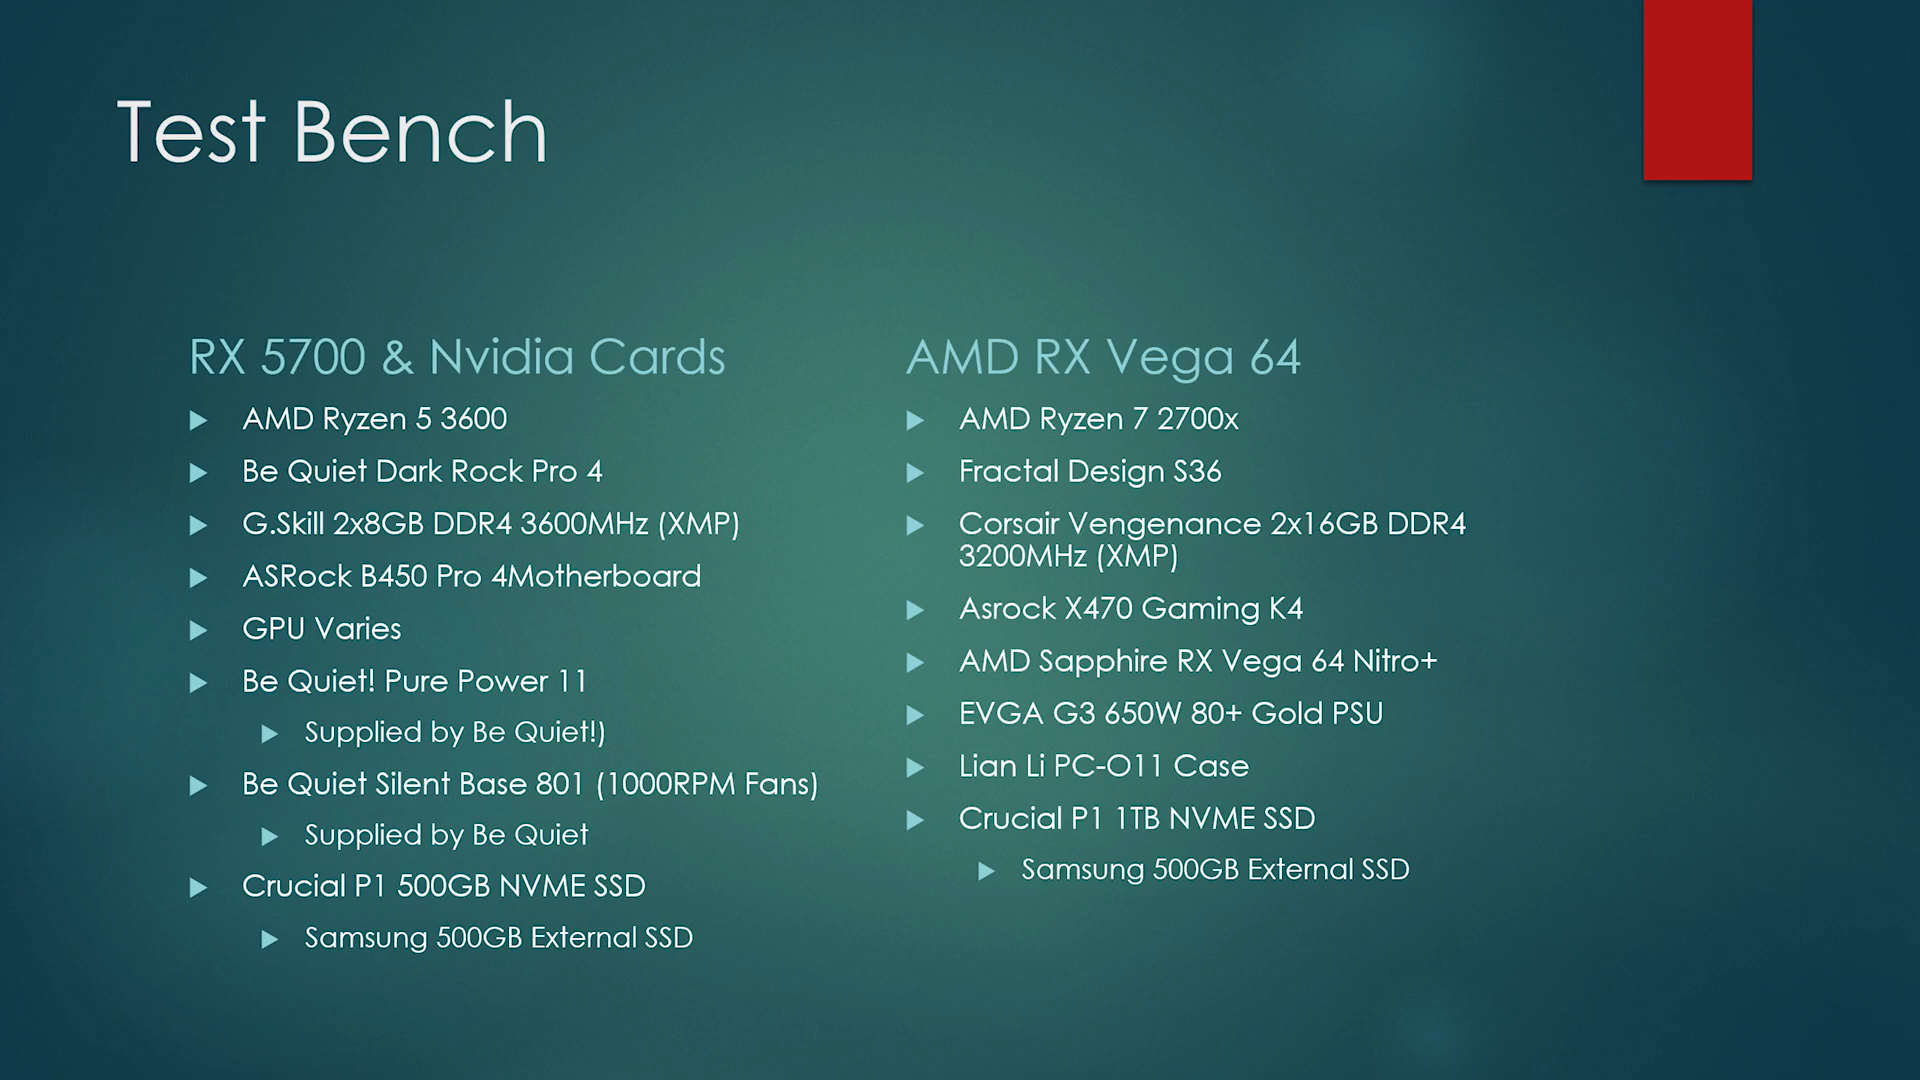 Test Bench
RX 5700 & Nvidia Cards
AMD Ryzen 5 3600
Be Quiet Dark Rock Pro 4
G.Skill 2x8GB DDR4 3600MHz (XMP)
ASRock B450 Pro 4Motherboard
GPU Varies
Be Quiet! Pure Power 11
Supplied by Be Quiet!)
Be Quiet Silent Base 801 (1000RPM Fans)
Supplied by Be Quiet
Crucial P1 500GB NVME SSD
Samsung 500GB External SSD
AMD RX Vega 64
AMD Ryzen 7 2700x
Fractal Design S36
Corsair Vengenance 2x16GB DDR4
3200MHz (XMP)
Asrock X470 Gaming K4
AMD Sapphire RX Vega 64 Nitro+
EVGA G3 650W 80+ Gold PSU
Lian Li PC-O11 Case
Crucial P1 1TB NVME SSD
Samsung 500GB External SSD